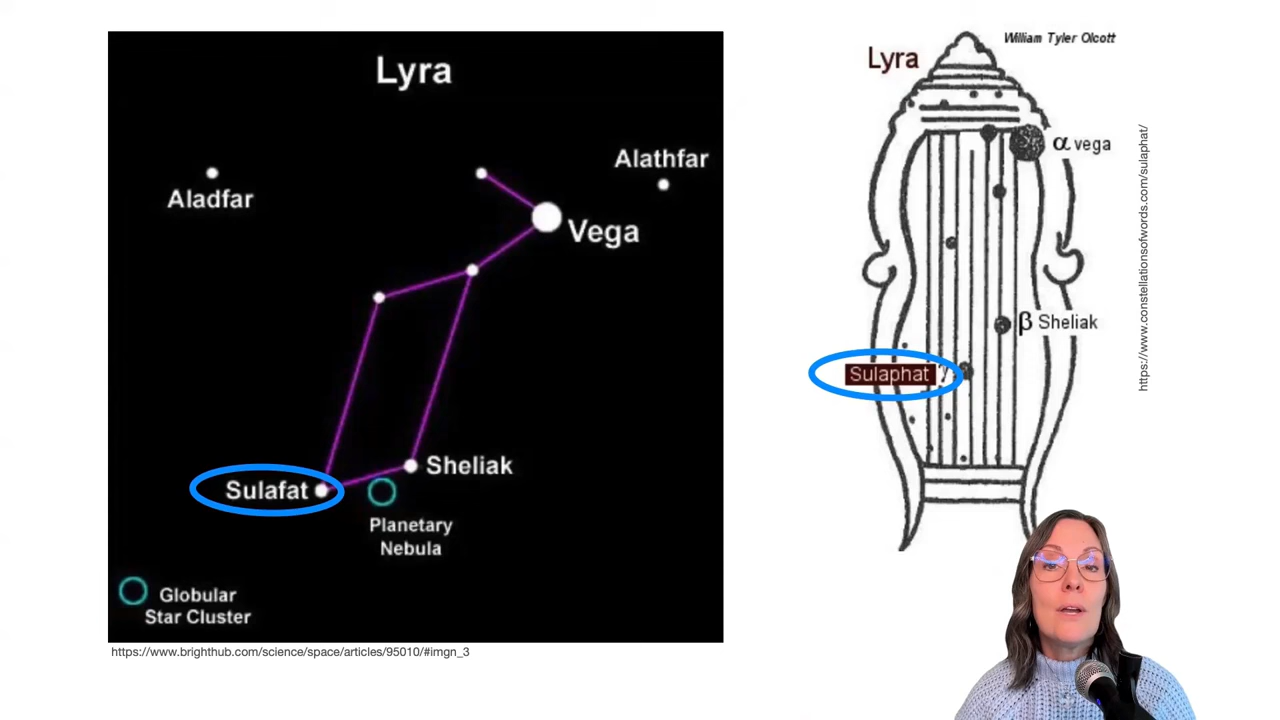 Lyra
Alathfar
Aladfar
Vega
Sheliak
Sulafat
Planetary
Nebula
Globular
Star Cluster
https://www.brighthub.com/science/space/articles/95010/#imgn_3
William Tyler Olcott
Lyra
α vega
β Sheliak
Sulaphat γ
https://www.constellationsofwords.com/sulaphat/